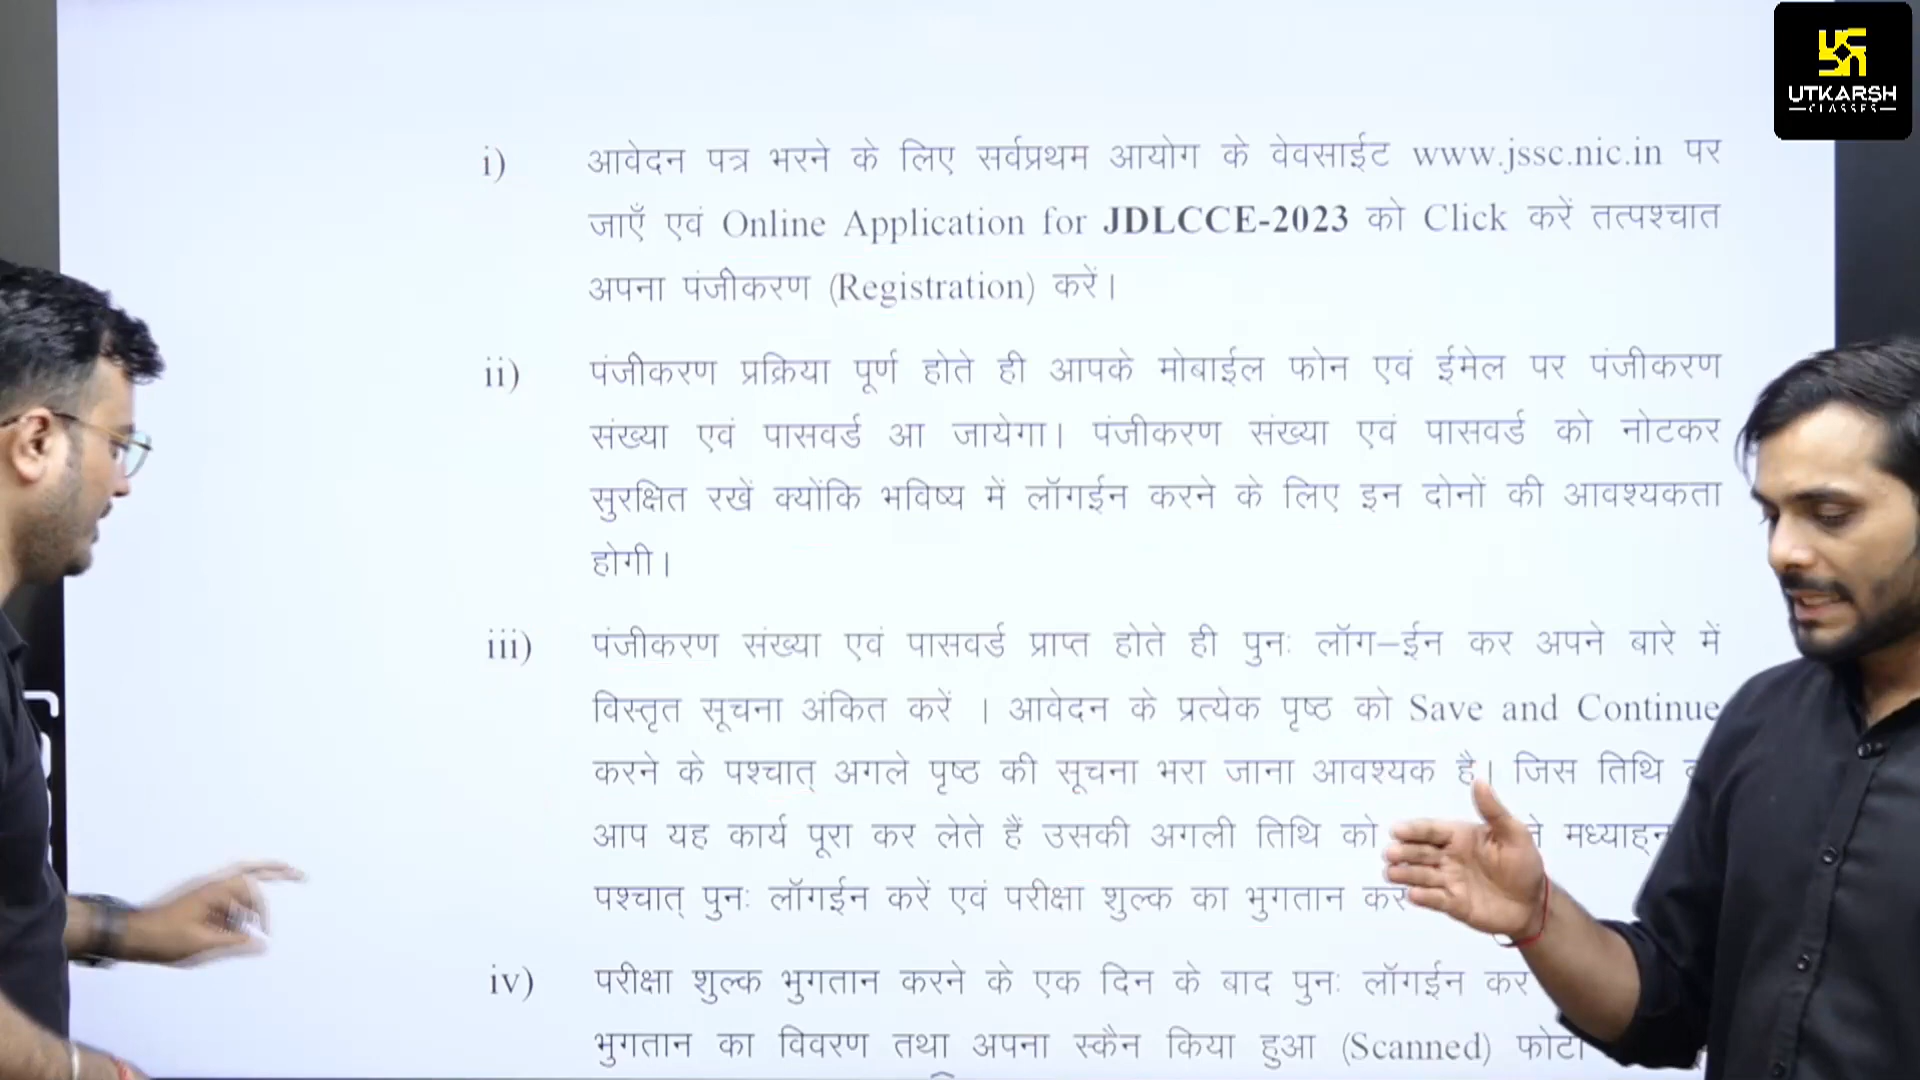 UTKARSH
CLASSES
i) आवेदन पत्र भरने के लिए सर्वप्रथम आयोग के वेवसाईट www.jssc.nic.in पर
जाएँ एवं Online Application for JDLCCE-2023 को Click करें तत्पश्चात
अपना पंजीकरण (Registration) करें।
ii) पंजीकरण प्रक्रिया पूर्ण होते ही आपके मोबाईल फोन एवं ईमेल पर पंजीकरण
संख्या एवं पासवर्ड आ जायेगा। पंजीकरण संख्या एवं पासवर्ड को नोटकर
सुरक्षित रखें क्योंकि भविष्य में लॉगईन करने के लिए इन दोनों की आवश्यकता
होगी।
iii) पंजीकरण संख्या एवं पासवर्ड प्राप्त होते ही पुनः लॉग-ईन कर अपने बारे में
विस्तृत सूचना अंकित करें । आवेदन के प्रत्येक पृष्ठ को Save and Continue
करने के पश्चात् अगले पृष्ठ की सूचना भरा जाना आवश्यक है। जिस तिथि
आप यह कार्य पूरा कर लेते हैं उसकी अगली तिथि को मध्याह्न
पश्चात् पुनः लॉगईन करें एवं परीक्षा शुल्क का भुगतान कर
iv) परीक्षा शुल्क भुगतान करने के एक दिन के बाद पुनः लॉगईन कर
भुगतान का विवरण तथा अपना स्कैन किया हुआ (Scanned) फोटो